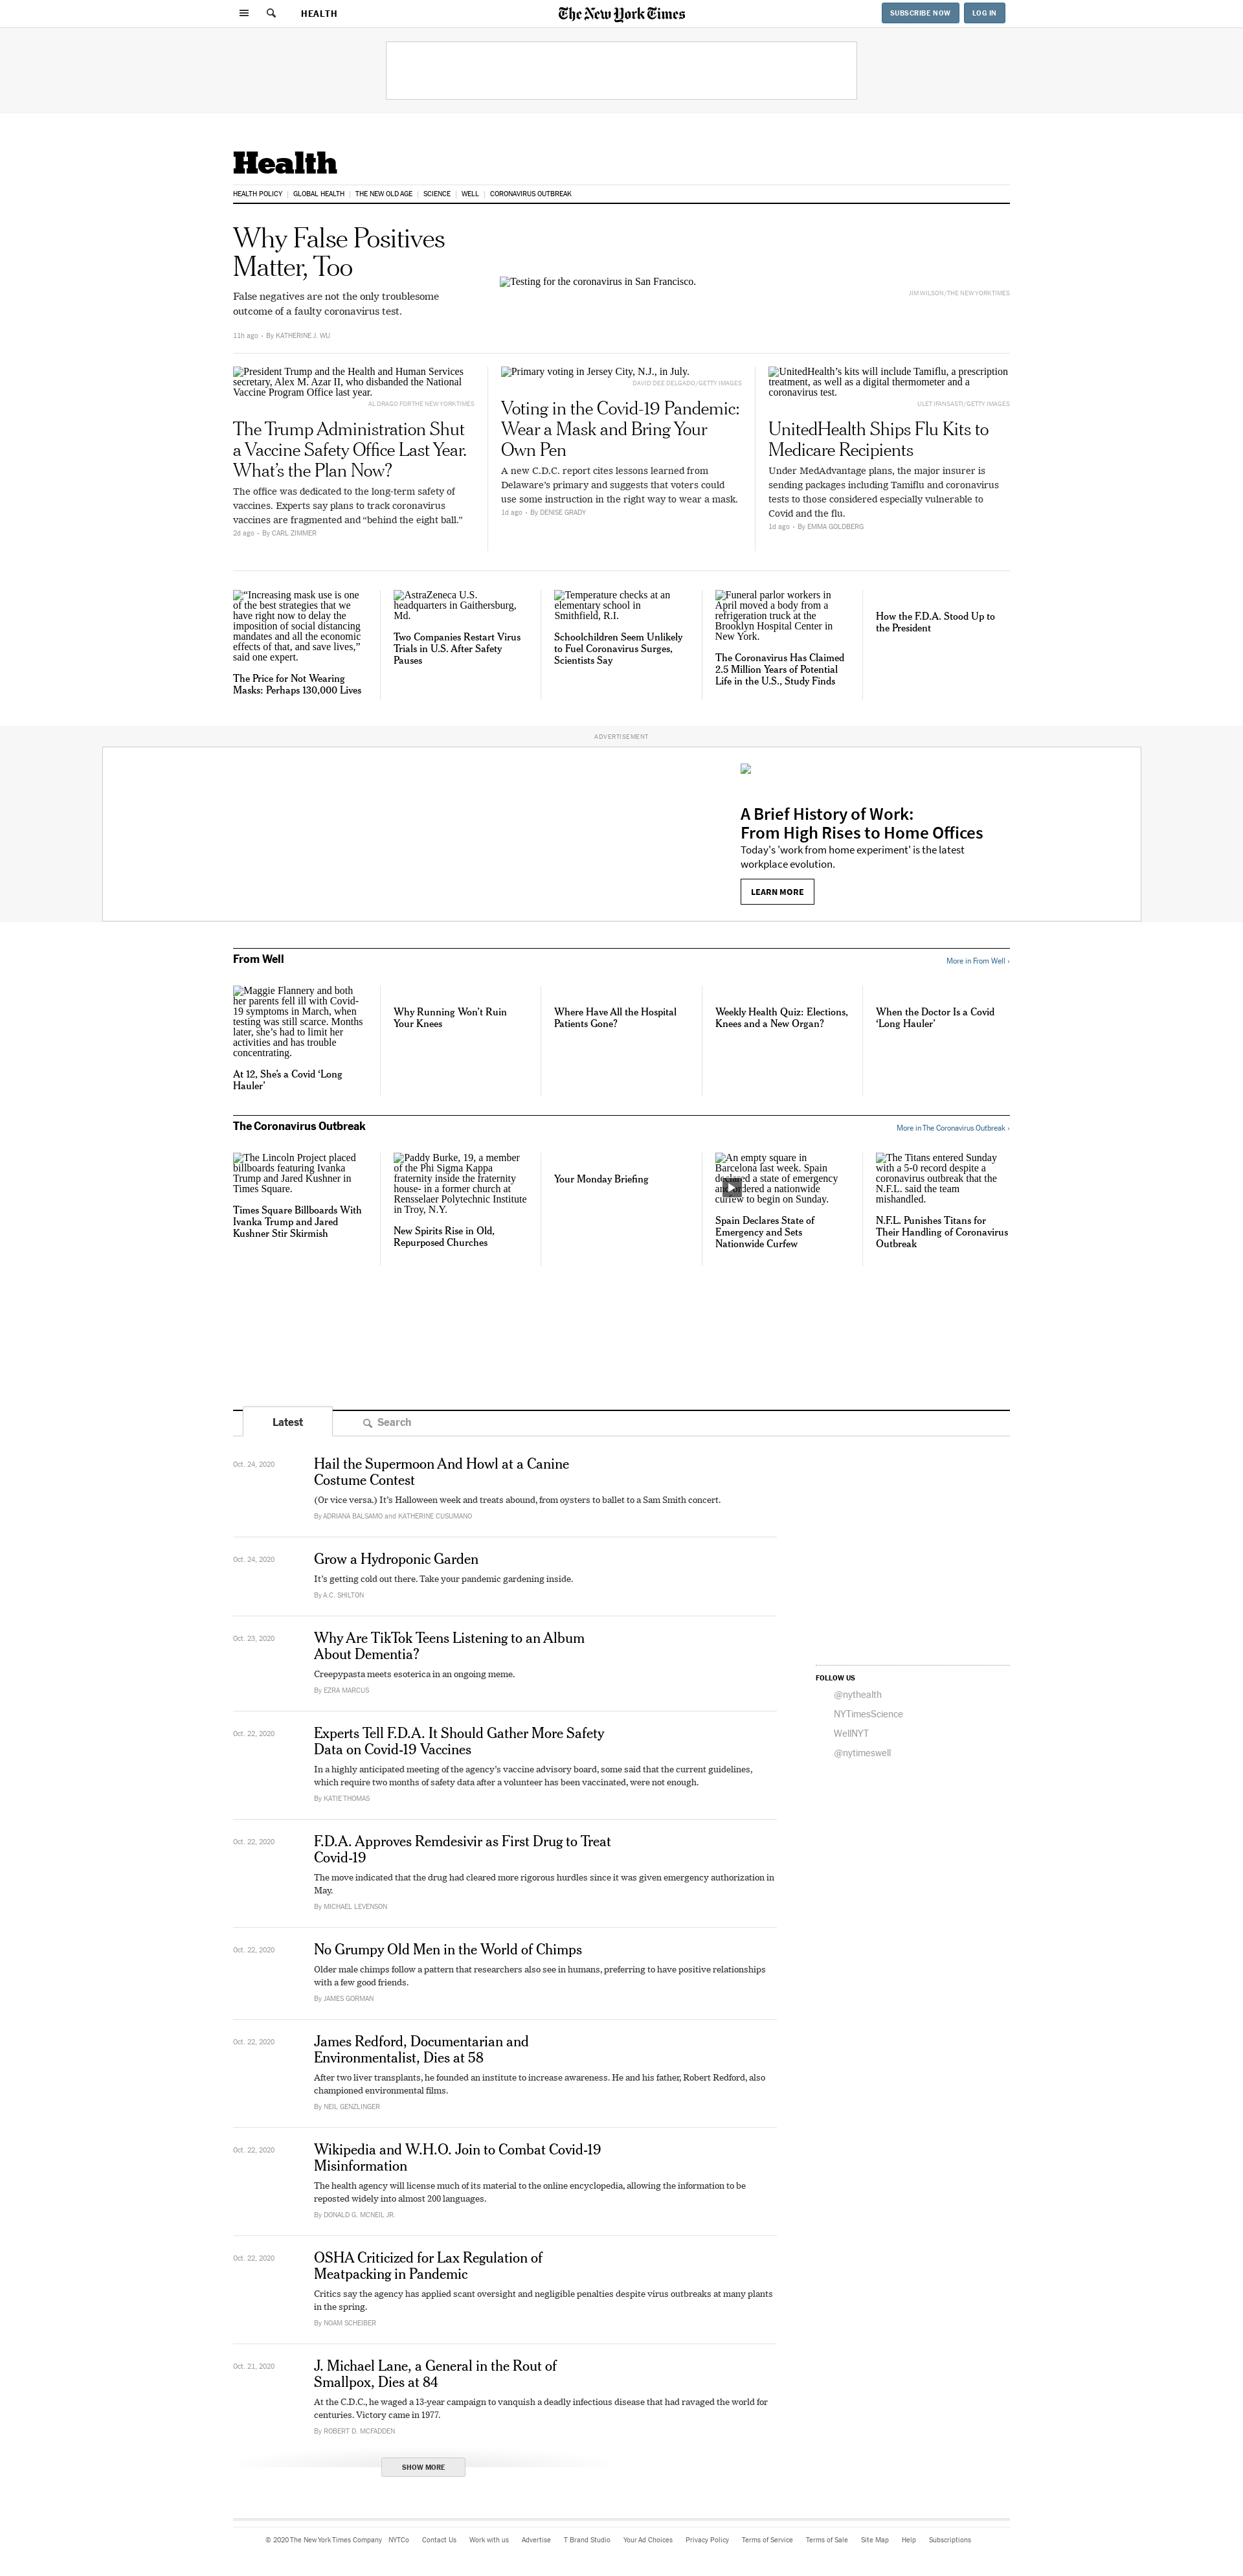 HEALTH
The New York Times
SUBSCRIBE NOW
LOG IN
Health
HEALTH POLICY
GLOBAL HEALTH
THE NEW OLD AGE
SCIENCE
WELL
CORONAVIRUS OUTBREAK
Why False Positives
Matter, Too
False negatives are not the only troublesome
outcome of a faulty coronavirus test.
11h ago • By KATHERINE J. WU
Testing for the coronavirus in San Francisco.
JIM WILSON/THE NEW YORK TIMES
President Trump and the Health and Human Services
secretary, Alex M. Azar II, who disbanded the National
Vaccine Program Office last year.
AL DRAGO FOR THE NEW YORK TIMES
The Trump Administration Shut
a Vaccine Safety Office Last Year.
What’s the Plan Now?
The office was dedicated to the long-term safety of
vaccines. Experts say plans to track coronavirus
vaccines are fragmented and “behind the eight ball.”
2d ago • By CARL ZIMMER
Primary voting in Jersey City, N.J., in July.
DAVID DEE DELGADO/GETTY IMAGES
Voting in the Covid-19 Pandemic:
Wear a Mask and Bring Your
Own Pen
A new C.D.C. report cites lessons learned from
Delaware’s primary and suggests that voters could
use some instruction in the right way to wear a mask.
1d ago • By DENISE GRADY
UnitedHealth’s kits will include Tamiflu, a prescription
treatment, as well as a digital thermometer and a
coronavirus test.
ULET IFANSASTI/GETTY IMAGES
UnitedHealth Ships Flu Kits to
Medicare Recipients
Under MedAdvantage plans, the major insurer is
sending packages including Tamiflu and coronavirus
tests to those considered especially vulnerable to
Covid and the flu.
1d ago • By EMMA GOLDBERG
“Increasing mask use is one
of the best strategies that we
have right now to delay the
imposition of social distancing
mandates and all the economic
effects of that, and save lives,”
said one expert.
The Price for Not Wearing
Masks: Perhaps 130,000 Lives
AstraZeneca U.S.
headquarters in Gaithersburg,
Md.
Two Companies Restart Virus
Trials in U.S. After Safety
Pauses
Temperature checks at an
elementary school in
Smithfield, R.I.
Schoolchildren Seem Unlikely
to Fuel Coronavirus Surges,
Scientists Say
Funeral parlor workers in
April moved a body from a
refrigeration truck at the
Brooklyn Hospital Center in
New York.
The Coronavirus Has Claimed
2.5 Million Years of Potential
Life in the U.S., Study Finds
How the F.D.A. Stood Up to
the President
ADVERTISEMENT
A Brief History of Work:
From High Rises to Home Offices
Today's 'work from home experiment' is the latest
workplace evolution.
LEARN MORE
From Well
More in From Well ›
Maggie Flannery and both
her parents fell ill with Covid-
19 symptoms in March, when
testing was still scarce. Months
later, she’s had to limit her
activities and has trouble
concentrating.
At 12, She’s a Covid ‘Long
Hauler’
Why Running Won’t Ruin
Your Knees
Where Have All the Hospital
Patients Gone?
Weekly Health Quiz: Elections,
Knees and a New Organ?
When the Doctor Is a Covid
‘Long Hauler’
The Coronavirus Outbreak
More in The Coronavirus Outbreak ›
The Lincoln Project placed
billboards featuring Ivanka
Trump and Jared Kushner in
Times Square.
Times Square Billboards With
Ivanka Trump and Jared
Kushner Stir Skirmish
Paddy Burke, 19, a member
of the Phi Sigma Kappa
fraternity inside the fraternity
house- in a former church at
Rensselaer Polytechnic Institute
in Troy, N.Y.
New Spirits Rise in Old,
Repurposed Churches
Your Monday Briefing
An empty square in
Barcelona last week. Spain
declared a state of emergency
and ordered a nationwide
curfew to begin on Sunday.
Spain Declares State of
Emergency and Sets
Nationwide Curfew
The Titans entered Sunday
with a 5-0 record despite a
coronavirus outbreak that the
N.F.L. said the team
mishandled.
N.F.L. Punishes Titans for
Their Handling of Coronavirus
Outbreak
Latest
Search
Oct. 24, 2020
Hail the Supermoon And Howl at a Canine
Costume Contest
(Or vice versa.) It’s Halloween week and treats abound, from oysters to ballet to a Sam Smith concert.
By ADRIANA BALSAMO and KATHERINE CUSUMANO
Oct. 24, 2020
Grow a Hydroponic Garden
It’s getting cold out there. Take your pandemic gardening inside.
By A.C. SHILTON
Oct. 23, 2020
Why Are TikTok Teens Listening to an Album
About Dementia?
Creepypasta meets esoterica in an ongoing meme.
By EZRA MARCUS
FOLLOW US
@nythealth
NYTimesScience
WellNYT
@nytimeswell
Oct. 22, 2020
Experts Tell F.D.A. It Should Gather More Safety
Data on Covid-19 Vaccines
In a highly anticipated meeting of the agency’s vaccine advisory board, some said that the current guidelines,
which require two months of safety data after a volunteer has been vaccinated, were not enough.
By KATIE THOMAS
Oct. 22, 2020
F.D.A. Approves Remdesivir as First Drug to Treat
Covid-19
The move indicated that the drug had cleared more rigorous hurdles since it was given emergency authorization in
May.
By MICHAEL LEVENSON
Oct. 22, 2020
No Grumpy Old Men in the World of Chimps
Older male chimps follow a pattern that researchers also see in humans, preferring to have positive relationships
with a few good friends.
By JAMES GORMAN
Oct. 22, 2020
James Redford, Documentarian and
Environmentalist, Dies at 58
After two liver transplants, he founded an institute to increase awareness. He and his father, Robert Redford, also
championed environmental films.
By NEIL GENZLINGER
Oct. 22, 2020
Wikipedia and W.H.O. Join to Combat Covid-19
Misinformation
The health agency will license much of its material to the online encyclopedia, allowing the information to be
reposted widely into almost 200 languages.
By DONALD G. MCNEIL JR.
Oct. 22, 2020
OSHA Criticized for Lax Regulation of
Meatpacking in Pandemic
Critics say the agency has applied scant oversight and negligible penalties despite virus outbreaks at many plants
in the spring.
By NOAM SCHEIBER
Oct. 21, 2020
J. Michael Lane, a General in the Rout of
Smallpox, Dies at 84
At the C.D.C., he waged a 13-year campaign to vanquish a deadly infectious disease that had ravaged the world for
centuries. Victory came in 1977.
By ROBERT D. MCFADDEN
SHOW MORE
© 2020 The New York Times Company
NYTCo
Contact Us
Work with us
Advertise
T Brand Studio
Your Ad Choices
Privacy Policy
Terms of Service
Terms of Sale
Site Map
Help
Subscriptions